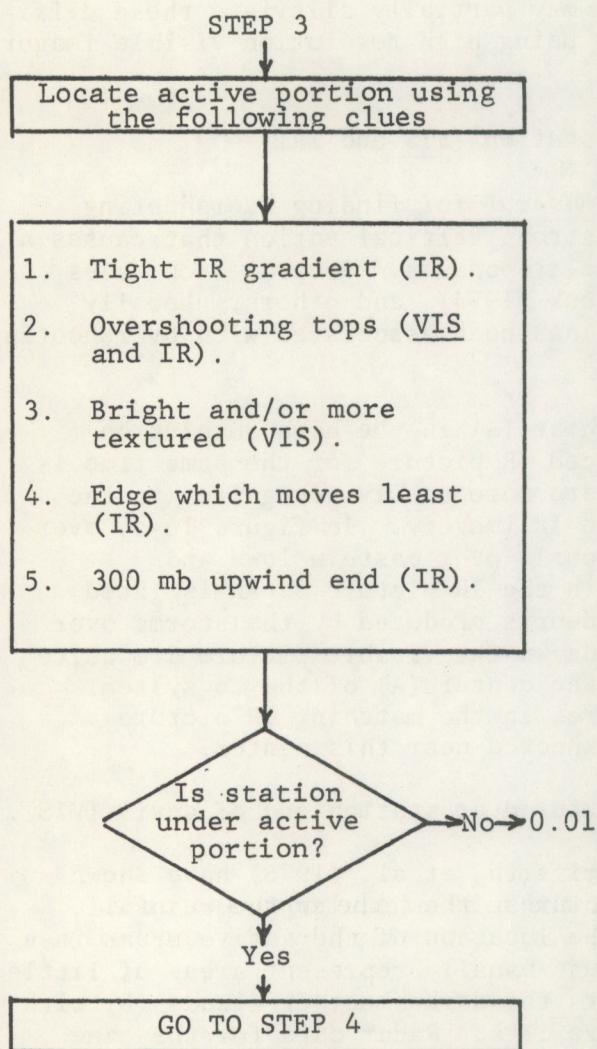 STEP 3
Locate active portion using
the following clues
1. Tight IR gradient (IR).
2. Overshooting tops (VIS
and IR).
3. Bright and/or more
textured (VIS).
4. Edge which moves least
(IR).
5. 300 mb upwind end (IR).
Is station
under active
portion?
No 0.01
Yes
GO TO STEP 4